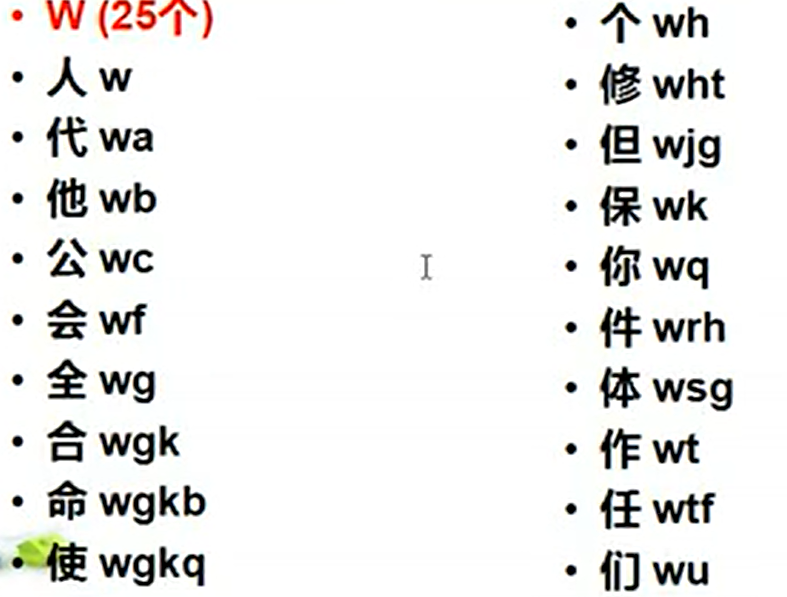 • W (25个)
• 人 w
• 代 wa
• 他 wb
• 公 wc
• 会 wf
• 全 wg
• 合 wgk
• 命 wgkb
• 使 wgkq
• 个 wh
• 修 wht
• 但 wjg
• 保 wk
• 你 wq
• 件 wrh
• 体 wsg
• 作 wt
• 任 wtf
• 们 wu